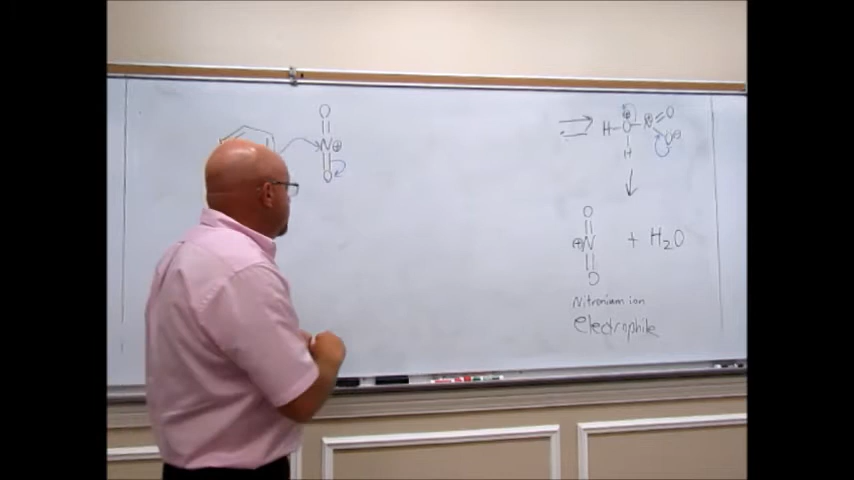 O
N⊕
O
H-O⊕-N⊕=O
O⊖
H
O
⊕N + H₂O
O
Nitronium ion
electrophile